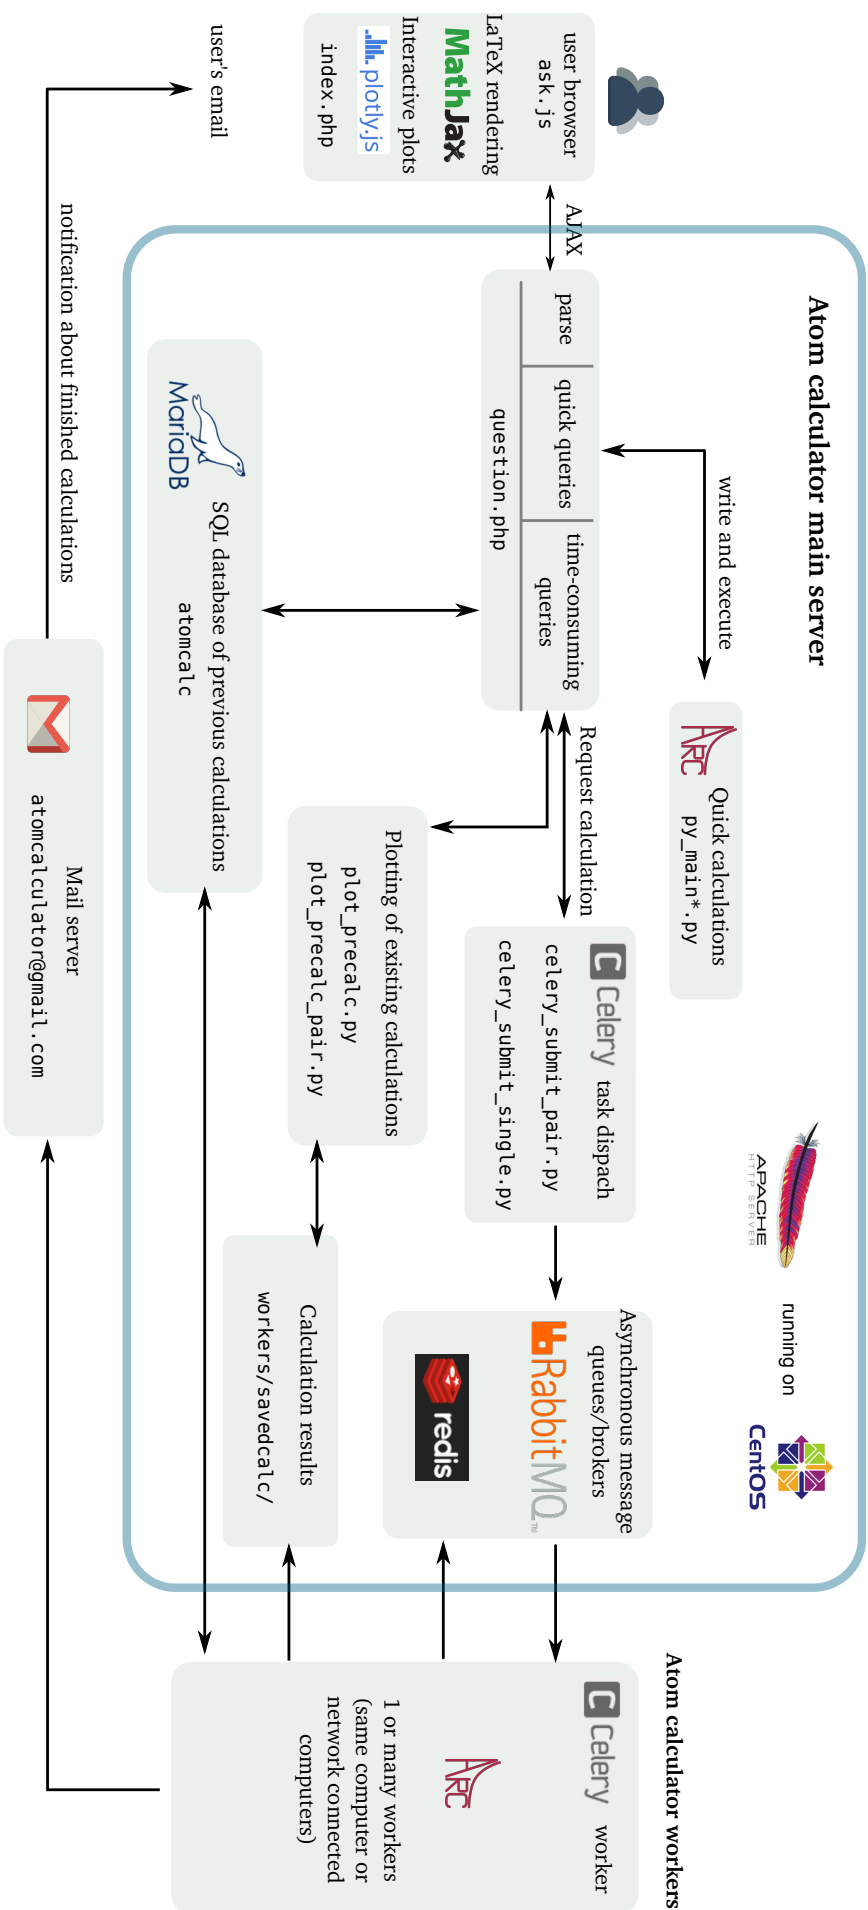 Atom calculator main server
Atom calculator workers
user browser
ask.js
LaTeX rendering
MathJax
Interactive plots
plotly.js
index.php
AJAX
parse
quick queries
time-consuming
queries
question.php
write and execute
ARC
Quick calculations
py_main*.py
APACHE
HTTP SERVER
running on
CentOS
Request calculation
C Celery task dispach
celery_submit_pair.py
celery_submit_single.py
Asynchronous message
queues/brokers
RabbitMQ™
redis
C Celery worker
ARC
1 or many workers
(same computer or
network connected
computers)
Plotting of existing calculations
plot_precalc.py
plot_precalc_pair.py
Calculation results
workers/savedcalc/
MariaDB
SQL database of previous calculations
atomcalc
user's email
notification about finished calculations
Mail server
atomcalculator@gmail.com